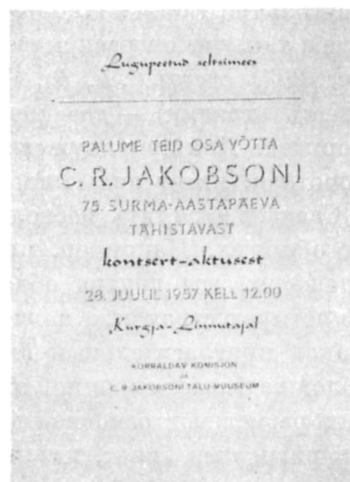 Lugupeetud seltsimees
PALUME TEID OSA VÕTTA
C. R. JAKOBSONI
75. SURMA-AASTAPÄEVA
TÄHISTAVAST
kontsert-aktusest
28. JUULIL 1957 KELL 12.00
Kurgja-Linnutajal
KORRALDAV KOMISJON
JA
C. R. JAKOBSONI TALU-MUUSEUM